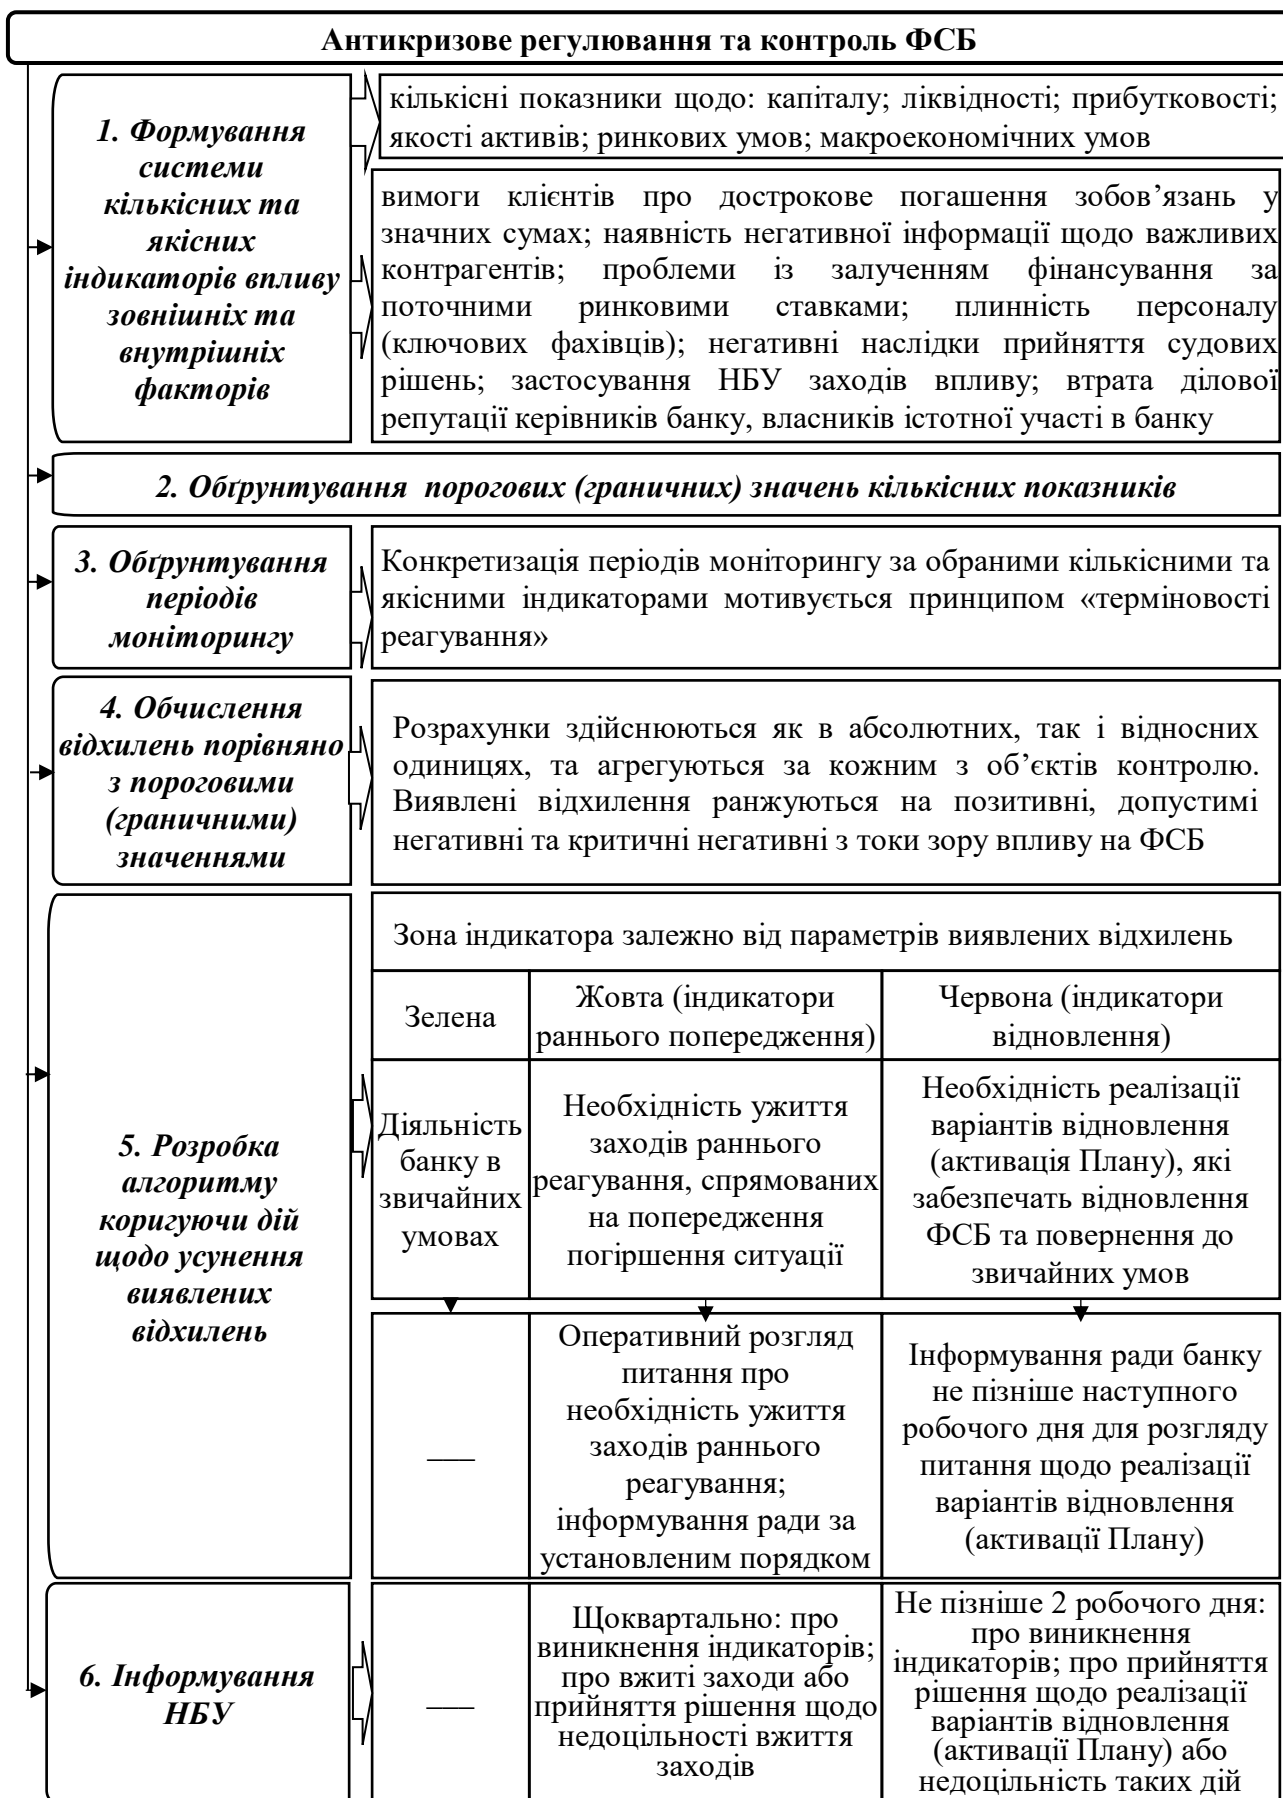 Антикризове регулювання та контроль ФСБ
1. Формування
системи
кількісних та
якісних
індикаторів впливу
зовнішніх та
внутрішніх
факторів
кількісні показники щодо: капіталу; ліквідності; прибутковості;
якості активів; ринкових умов; макроекономічних умов
вимоги клієнтів про дострокове погашення зобов’язань у
значних сумах; наявність негативної інформації щодо важливих
контрагентів; проблеми із залученням фінансування за
поточними ринковими ставками; плинність персоналу
(ключових фахівців); негативні наслідки прийняття судових
рішень; застосування НБУ заходів впливу; втрата ділової
репутації керівників банку, власників істотної участі в банку
2. Обґрунтування порогових (граничних) значень кількісних показників
3. Обґрунтування
періодів
моніторингу
Конкретизація періодів моніторингу за обраними кількісними та
якісними індикаторами мотивується принципом «терміновості
реагування»
4. Обчислення
відхилень порівняно
з пороговими
(граничними)
значеннями
Розрахунки здійснюються як в абсолютних, так і відносних
одиницях, та агрегуються за кожним з об’єктів контролю.
Виявлені відхилення ранжуються на позитивні, допустимі
негативні та критичні негативні з токи зору впливу на ФСБ
5. Розробка
алгоритму
коригуючи дій
щодо усунення
виявлених
відхилень
Зона індикатора залежно від параметрів виявлених відхилень
Зелена
Жовта (індикатори
раннього попередження)
Червона (індикатори
відновлення)
Діяльність
банку в
звичайних
умовах
Необхідність ужиття
заходів раннього
реагування, спрямованих
на попередження
погіршення ситуації
Необхідність реалізації
варіантів відновлення
(активація Плану), які
забезпечать відновлення
ФСБ та повернення до
звичайних умов
___
Оперативний розгляд
питання про
необхідність ужиття
заходів раннього
реагування;
інформування ради за
установленим порядком
Інформування ради банку
не пізніше наступного
робочого дня для розгляду
питання щодо реалізації
варіантів відновлення
(активації Плану)
6. Інформування
НБУ
___
Щоквартально: про
виникнення індикаторів;
про вжиті заходи або
прийняття рішення щодо
недоцільності вжиття
заходів
Не пізніше 2 робочого дня:
про виникнення
індикаторів; про прийняття
рішення щодо реалізації
варіантів відновлення
(активації Плану) або
недоцільність таких дій